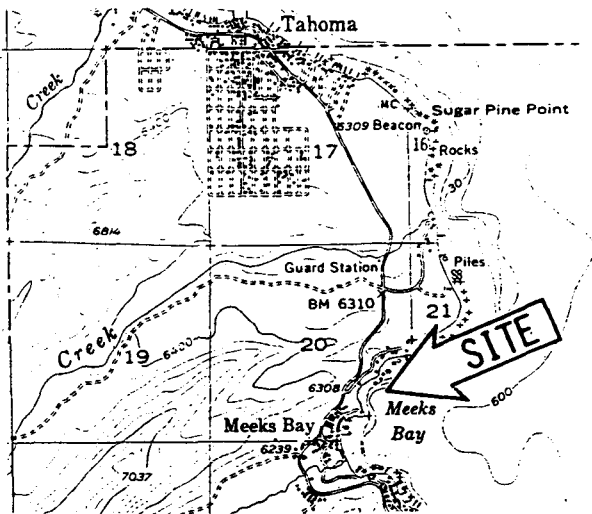 Tahoma
Creek
MC
Sugar Pine Point
6309 Beacon
16
18
17
Rocks
30
6814
Guard Station
Piles
BM 6310
21
Creek
19
6400
20
SITE
6308
Meeks Bay
600
Meeks Bay
6239
7037